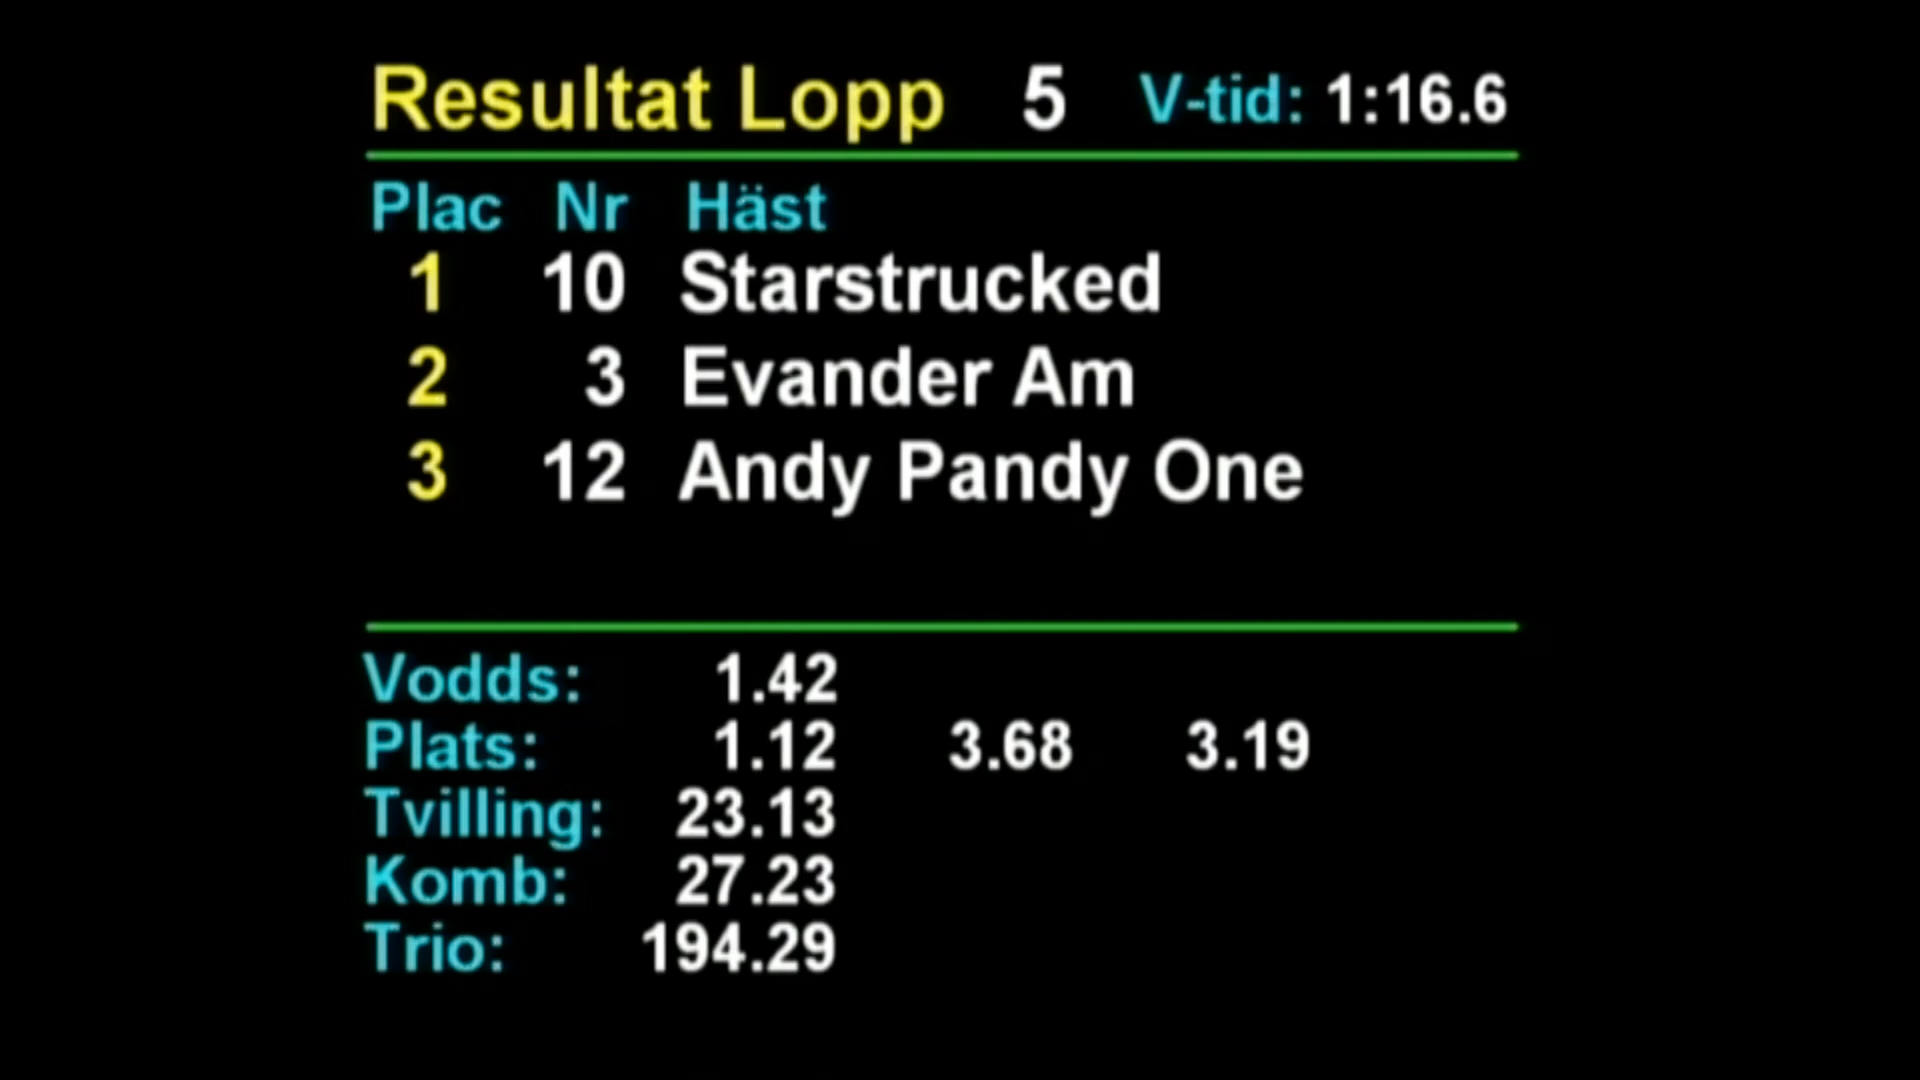 Resultat Lopp 5 V-tid: 1:16.6
Plac Nr Häst
1 10 Starstrucked
2 3 Evander Am
3 12 Andy Pandy One
Vodds: 1.42
Plats: 1.12 3.68 3.19
Tvilling: 23.13
Komb: 27.23
Trio: 194.29